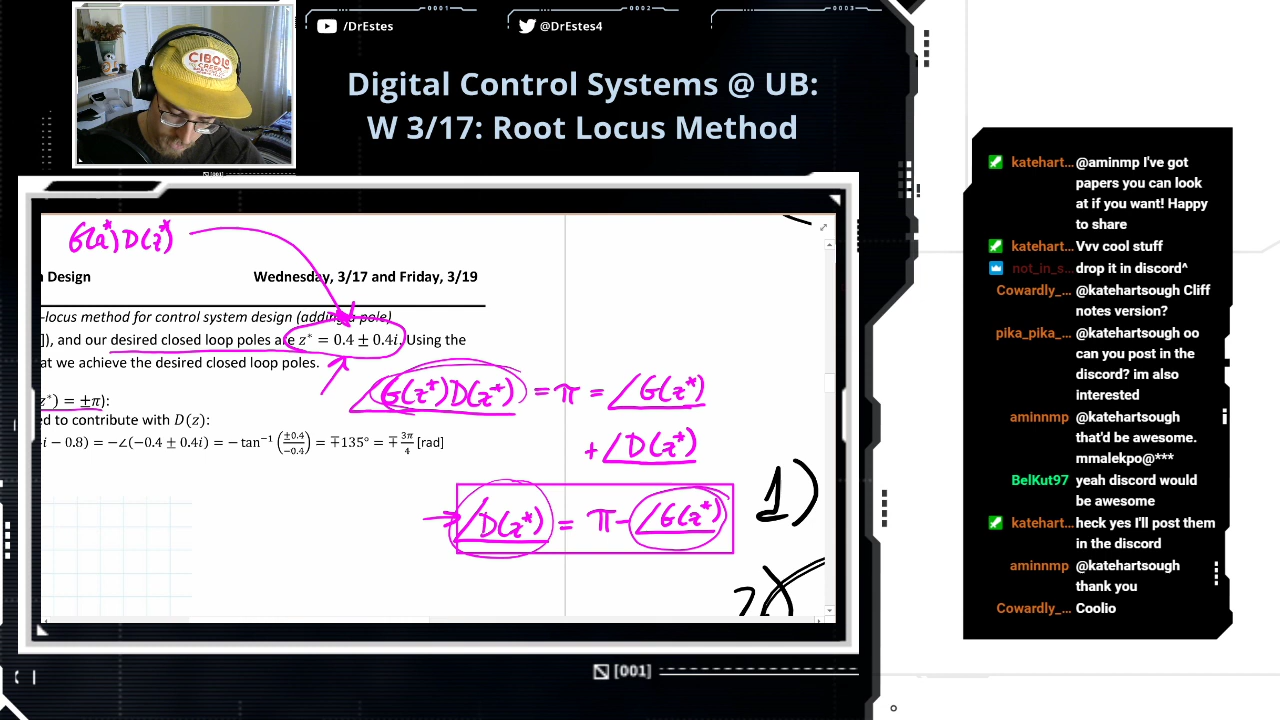 0001
0002
0003
/DrEstes
@DrEstes4
CIBOLO
CREEK
Digital Control Systems @ UB:
W 3/17: Root Locus Method
[001]
G(z*)D(z*)
n Design
Wednesday, 3/17 and Friday, 3/19
-locus method for control system design (adding a pole)
]), and our desired closed loop poles are z* = 0.4 ± 0.4i. Using the
at we achieve the desired closed loop poles.
∠G(z*)D(z*) = π = ∠G(z*)
z*) = ±π):
ed to contribute with D(z):
+∠D(z*)
i − 0.8) = −∠(−0.4 ± 0.4i) = − tan⁻¹ (±0.4/−0.4) = ∓135° = ∓ 3π/4 [rad]
∠D(z*) = π − ∠G(z*)
1)
[001]
katehart... @aminmp I've got
papers you can look
at if you want! Happy
to share
katehart... Vvv cool stuff
not_in_s... drop it in discord^
Cowardly_... @katehartsough Cliff
notes version?
pika_pika_... @katehartsough oo
can you post in the
discord? im also
interested
aminnmp @katehartsough
that'd be awesome.
mmalekpo@***
BelKut97 yeah discord would
be awesome
katehart... heck yes I'll post them
in the discord
aminnmp @katehartsough
thank you
Cowardly_... Coolio